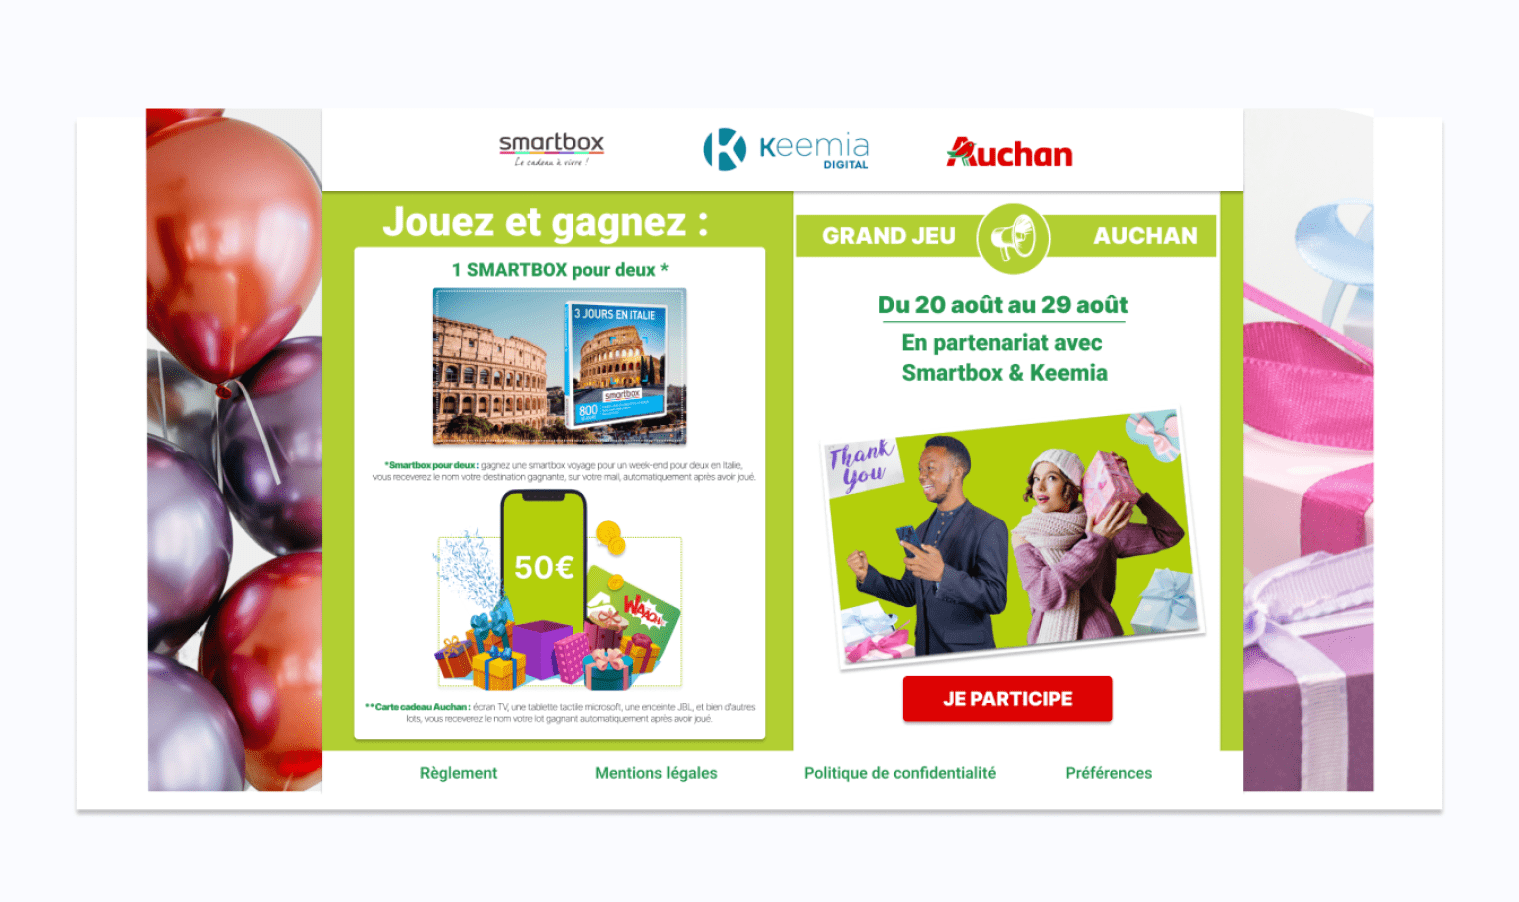 smartbox
Le cadeau à vivre !
Keemia
DIGITAL
Auchan
Jouez et gagnez :
1 SMARTBOX pour deux *
3 JOURS EN ITALIE
smartbox
800
*Smartbox pour deux : gagnez une smartbox voyage pour un week-end pour deux en Italie,
vous receverez le nom votre destination gagnante, sur votre mail, automatiquement après avoir joué.
50€
WAAOH
**Carte cadeau Auchan : écran TV, une tablette tactile microsoft, une enceinte JBL, et bien d'autres
lots, vous receverez le nom votre lot gagnant automatiquement après avoir joué.
GRAND JEU AUCHAN
Du 20 août au 29 août
En partenariat avec
Smartbox & Keemia
Thank
You
JE PARTICIPE
Règlement Mentions légales Politique de confidentialité Préférences